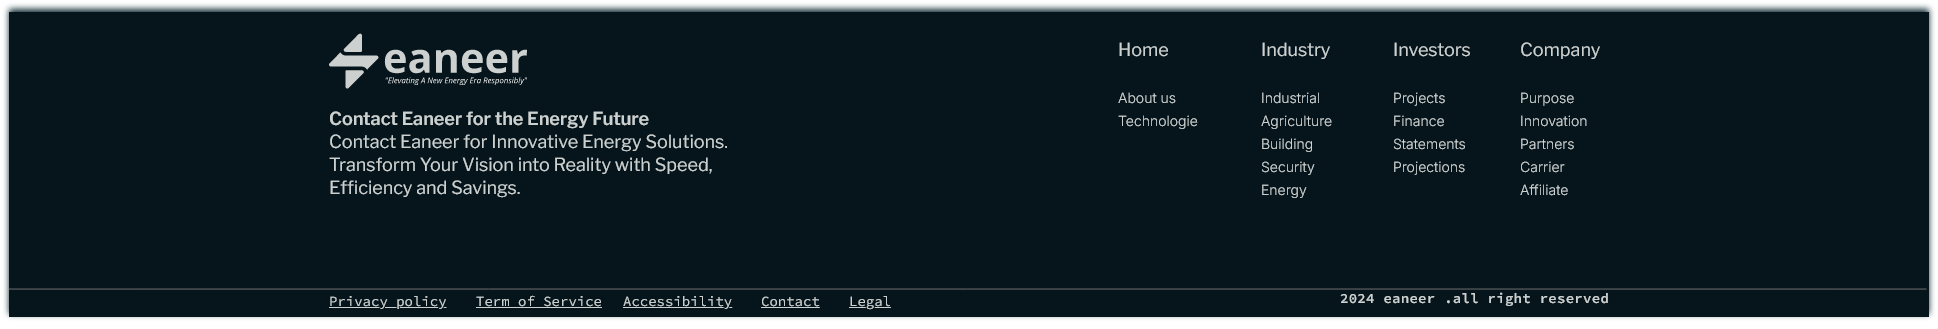 eaneer
"Elevating A New Energy Era Responsibly"
Contact Eaneer for the Energy Future
Contact Eaneer for Innovative Energy Solutions.
Transform Your Vision into Reality with Speed,
Efficiency and Savings.
Home
About us
Technologie
Industry
Industrial
Agriculture
Building
Security
Energy
Investors
Projects
Finance
Statements
Projections
Company
Purpose
Innovation
Partners
Carrier
Affiliate
Privacy policy
Term of Service
Accessibility
Contact
Legal
2024 eaneer .all right reserved